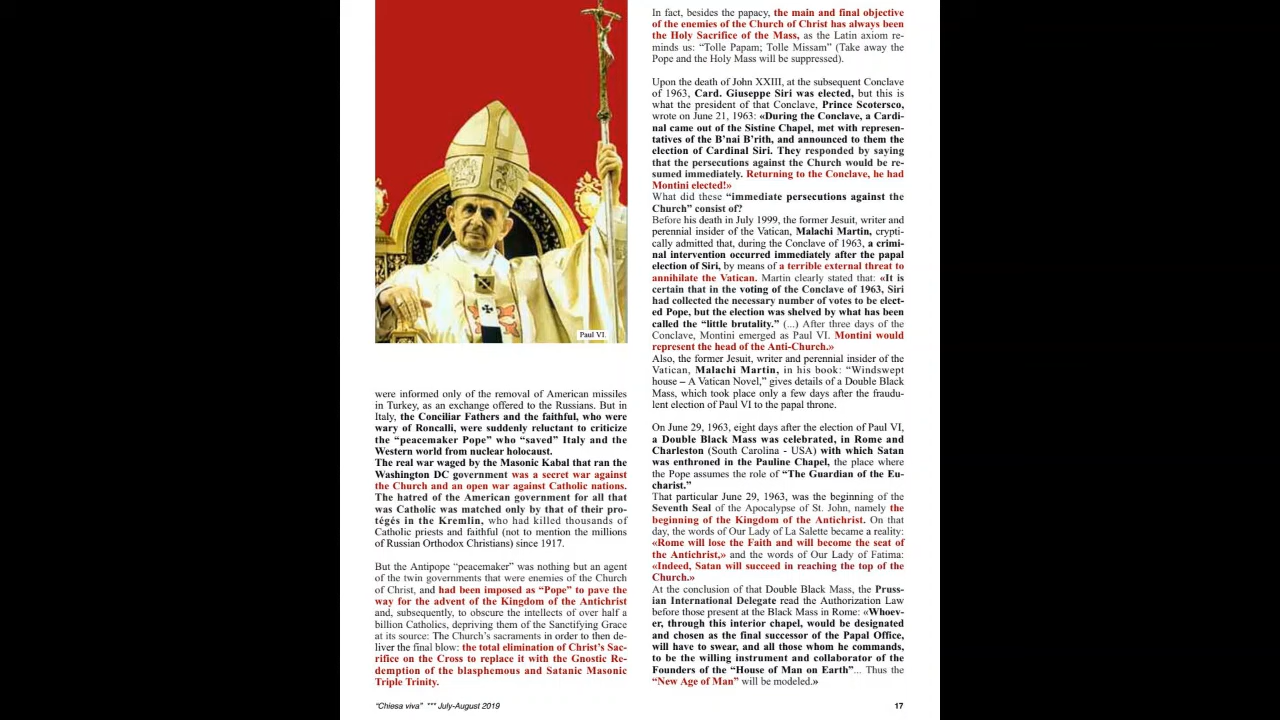 Paul VI.
were informed only of the removal of American missiles
in Turkey, as an exchange offered to the Russians. But in
Italy, the Conciliar Fathers and the faithful, who were
wary of Roncalli, were suddenly reluctant to criticize
the “peacemaker Pope” who “saved” Italy and the
Western world from nuclear holocaust.
The real war waged by the Masonic Kabal that ran the
Washington DC government was a secret war against
the Church and an open war against Catholic nations.
The hatred of the American government for all that
was Catholic was matched only by that of their pro-
tégés in the Kremlin, who had killed thousands of
Catholic priests and faithful (not to mention the millions
of Russian Orthodox Christians) since 1917.
But the Antipope “peacemaker” was nothing but an agent
of the twin governments that were enemies of the Church
of Christ, and had been imposed as “Pope” to pave the
way for the advent of the Kingdom of the Antichrist
and, subsequently, to obscure the intellects of over half a
billion Catholics, depriving them of the Sanctifying Grace
at its source: The Church’s sacraments in order to then de-
liver the final blow: the total elimination of Christ’s Sac-
rifice on the Cross to replace it with the Gnostic Re-
demption of the blasphemous and Satanic Masonic
Triple Trinity.
In fact, besides the papacy, the main and final objective
of the enemies of the Church of Christ has always been
the Holy Sacrifice of the Mass, as the Latin axiom re-
minds us: “Tolle Papam; Tolle Missam” (Take away the
Pope and the Holy Mass will be suppressed).
Upon the death of John XXIII, at the subsequent Conclave
of 1963, Card. Giuseppe Siri was elected, but this is
what the president of that Conclave, Prince Scotersco,
wrote on June 21, 1963: «During the Conclave, a Cardi-
nal came out of the Sistine Chapel, met with represen-
tatives of the B’nai B’rith, and announced to them the
election of Cardinal Siri. They responded by saying
that the persecutions against the Church would be re-
sumed immediately. Returning to the Conclave, he had
Montini elected!»
What did these “immediate persecutions against the
Church” consist of?
Before his death in July 1999, the former Jesuit, writer and
perennial insider of the Vatican, Malachi Martin, crypti-
cally admitted that, during the Conclave of 1963, a crimi-
nal intervention occurred immediately after the papal
election of Siri, by means of a terrible external threat to
annihilate the Vatican. Martin clearly stated that: «It is
certain that in the voting of the Conclave of 1963, Siri
had collected the necessary number of votes to be elect-
ed Pope, but the election was shelved by what has been
called the “little brutality.” (...) After three days of the
Conclave, Montini emerged as Paul VI. Montini would
represent the head of the Anti-Church.»
Also, the former Jesuit, writer and perennial insider of the
Vatican, Malachi Martin, in his book: “Windswept
house – A Vatican Novel,” gives details of a Double Black
Mass, which took place only a few days after the fraudu-
lent election of Paul VI to the papal throne.
On June 29, 1963, eight days after the election of Paul VI,
a Double Black Mass was celebrated, in Rome and
Charleston (South Carolina - USA) with which Satan
was enthroned in the Pauline Chapel, the place where
the Pope assumes the role of “The Guardian of the Eu-
charist.”
That particular June 29, 1963, was the beginning of the
Seventh Seal of the Apocalypse of St. John, namely the
beginning of the Kingdom of the Antichrist. On that
day, the words of Our Lady of La Salette became a reality:
«Rome will lose the Faith and will become the seat of
the Antichrist,» and the words of Our Lady of Fatima:
«Indeed, Satan will succeed in reaching the top of the
Church.»
At the conclusion of that Double Black Mass, the Pruss-
ian International Delegate read the Authorization Law
before those present at the Black Mass in Rome: «Whoev-
er, through this interior chapel, would be designated
and chosen as the final successor of the Papal Office,
will have to swear, and all those whom he commands,
to be the willing instrument and collaborator of the
Founders of the “House of Man on Earth”... Thus the
“New Age of Man” will be modeled.»
“Chiesa viva” *** July-August 2019
17